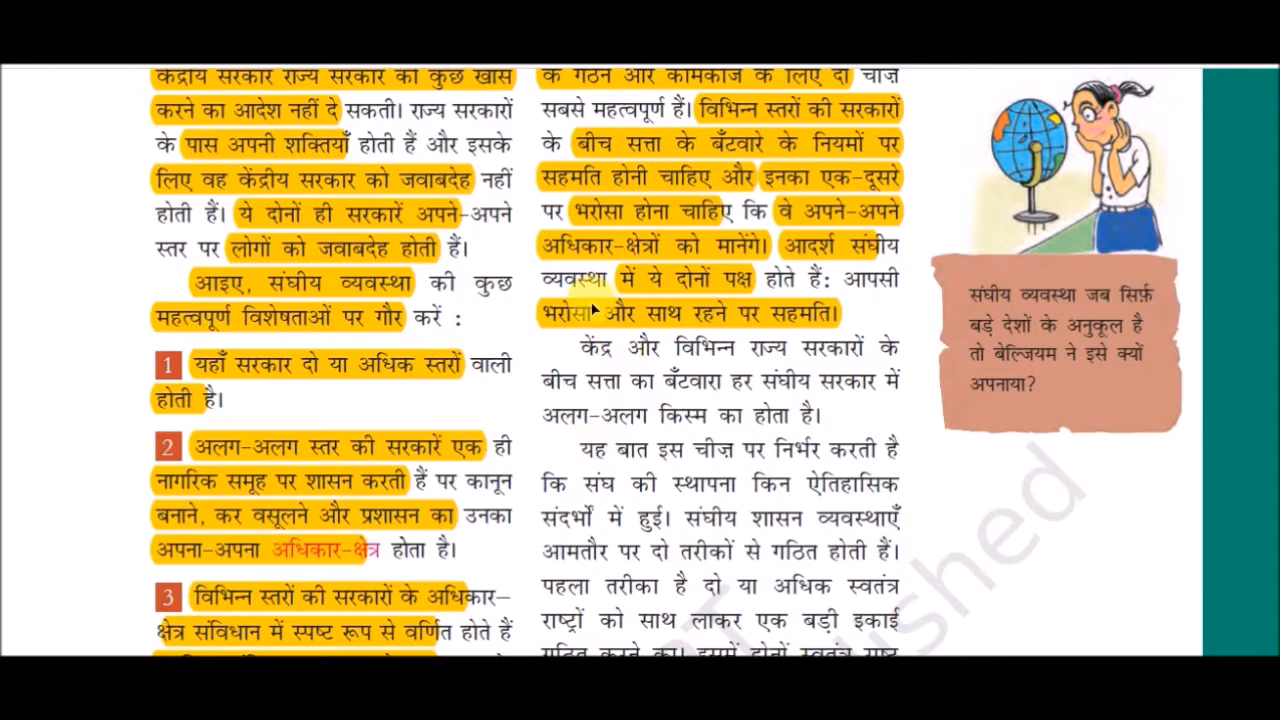 केंद्रीय सरकार राज्य सरकार को कुछ खास
करने का आदेश नहीं दे सकती। राज्य सरकारों
के पास अपनी शक्तियाँ होती हैं और इसके
लिए वह केंद्रीय सरकार को जवाबदेह नहीं
होती हैं। ये दोनों ही सरकारें अपने-अपने
स्तर पर लोगों को जवाबदेह होती हैं।
आइए, संघीय व्यवस्था की कुछ
महत्वपूर्ण विशेषताओं पर गौर करें :
1 यहाँ सरकार दो या अधिक स्तरों वाली
होती है।
2 अलग-अलग स्तर की सरकारें एक ही
नागरिक समूह पर शासन करती हैं पर कानून
बनाने, कर वसूलने और प्रशासन का उनका
अपना-अपना अधिकार-क्षेत्र होता है।
3 विभिन्न स्तरों की सरकारों के अधिकार-
क्षेत्र संविधान में स्पष्ट रूप से वर्णित होते हैं
के गठन और कामकाज के लिए दो चीज़ें
सबसे महत्वपूर्ण हैं। विभिन्न स्तरों की सरकारों
के बीच सत्ता के बँटवारे के नियमों पर
सहमति होनी चाहिए और इनका एक-दूसरे
पर भरोसा होना चाहिए कि वे अपने-अपने
अधिकार-क्षेत्रों को मानेंगे। आदर्श संघीय
व्यवस्था में ये दोनों पक्ष होते हैं: आपसी
भरोसा और साथ रहने पर सहमति।
केंद्र और विभिन्न राज्य सरकारों के
बीच सत्ता का बँटवारा हर संघीय सरकार में
अलग-अलग किस्म का होता है।
यह बात इस चीज़ पर निर्भर करती है
कि संघ की स्थापना किन ऐतिहासिक
संदर्भों में हुई। संघीय शासन व्यवस्थाएँ
आमतौर पर दो तरीकों से गठित होती हैं।
पहला तरीका है दो या अधिक स्वतंत्र
राष्ट्रों को साथ लाकर एक बड़ी इकाई
गठित करने का। इसमें दोनों स्वतंत्र राष्ट्र
संघीय व्यवस्था जब सिर्फ़
बड़े देशों के अनुकूल है
तो बेल्जियम ने इसे क्यों
अपनाया?